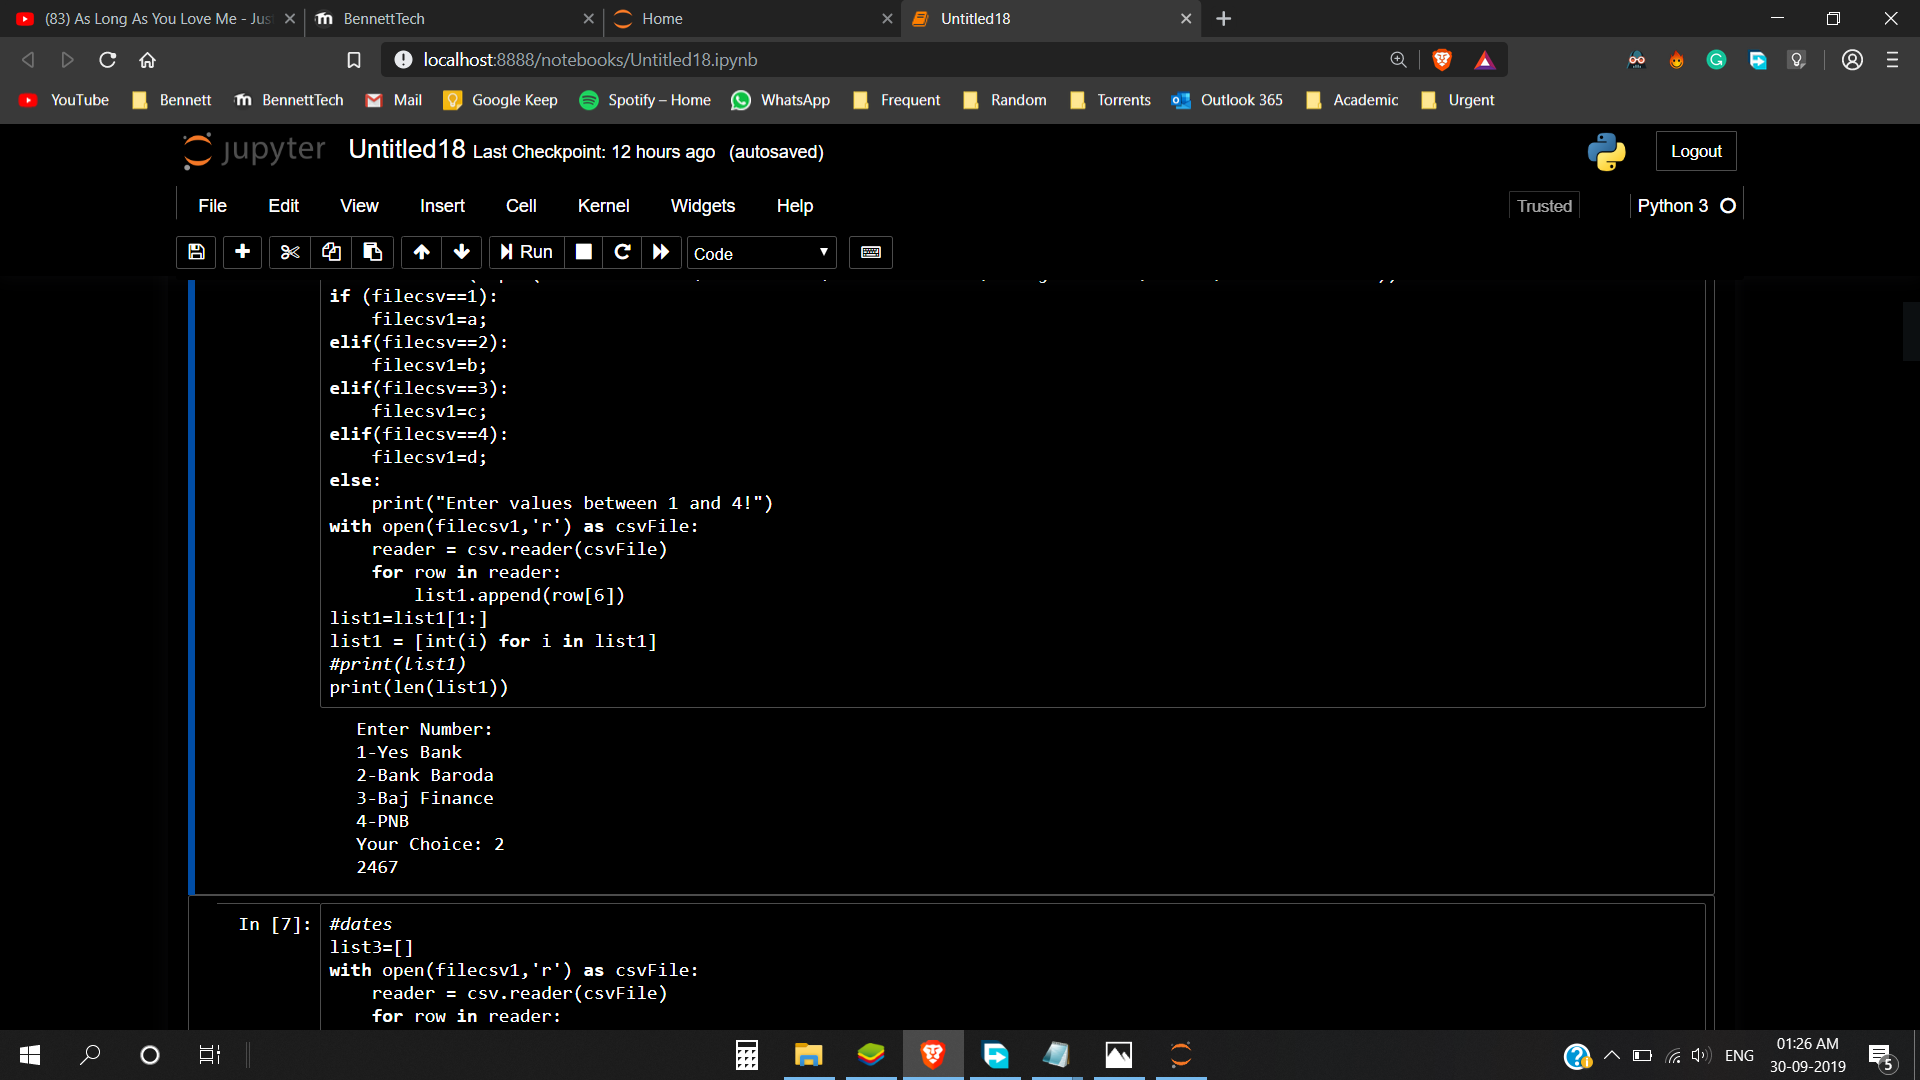 (83) As Long As You Love Me - Jus
BennettTech
Home
Untitled18
localhost:8888/notebooks/Untitled18.ipynb
YouTube
Bennett
BennettTech
Mail
Google Keep
Spotify – Home
WhatsApp
Frequent
Random
Torrents
Outlook 365
Academic
Urgent
jupyter
Untitled18 Last Checkpoint: 12 hours ago (autosaved)
Logout
File
Edit
View
Insert
Cell
Kernel
Widgets
Help
Trusted
Python 3
Run
Code
if (filecsv==1):
    filecsv1=a;
elif(filecsv==2):
    filecsv1=b;
elif(filecsv==3):
    filecsv1=c;
elif(filecsv==4):
    filecsv1=d;
else:
    print("Enter values between 1 and 4!")
with open(filecsv1,'r') as csvFile:
    reader = csv.reader(csvFile)
    for row in reader:
        list1.append(row[6])
list1=list1[1:]
list1 = [int(i) for i in list1]
#print(list1)
print(len(list1))
Enter Number:
1-Yes Bank
2-Bank Baroda
3-Baj Finance
4-PNB
Your Choice: 2
2467
In [7]:
#dates
list3=[]
with open(filecsv1,'r') as csvFile:
    reader = csv.reader(csvFile)
    for row in reader:
ENG
01:26 AM
30-09-2019
5